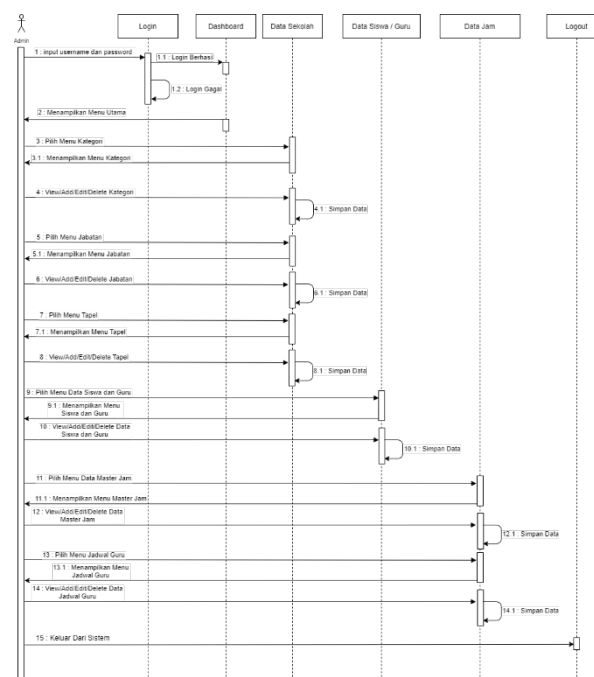 Login
Dashboard
Data Sekolah
Data Siswa / Guru
Data Jam
Logout
Admin
1 : input username dan password
1.1 : Login Berhasil
1.2 : Login Gagal
2 : Menampilkan Menu Utama
3 : Pilih Menu Kategori
3.1 : Menampilkan Menu Kategori
4 : View/Add/Edit/Delete Kategori
4.1 : Simpan Data
5 : Pilih Menu Jabatan
5.1 : Menampilkan Menu Jabatan
6 : View/Add/Edit/Delete Jabatan
6.1 : Simpan Data
7 : Pilih Menu Tapel
7.1 : Menampilkan Menu Tapel
8 : View/Add/Edit/Delete Tapel
8.1 : Simpan Data
9 : Pilih Menu Data Siswa dan Guru
9.1 : Menampilkan Menu
Siswa dan Guru
10 : View/Add/Edit/Delete Data
Siswa dan Guru
10.1 : Simpan Data
11 : Pilih Menu Data Master Jam
11.1 : Menampilkan Menu Master Jam
12 : View/Add/Edit/Delete Data
Master Jam
12.1 : Simpan Data
13 : Pilih Menu Jadwal Guru
13.1 : Menampilkan Menu
Jadwal Guru
14 : View/Add/Edit/Delete Data
Jadwal Guru
14.1 : Simpan Data
15 : Keluar Dari Sistem